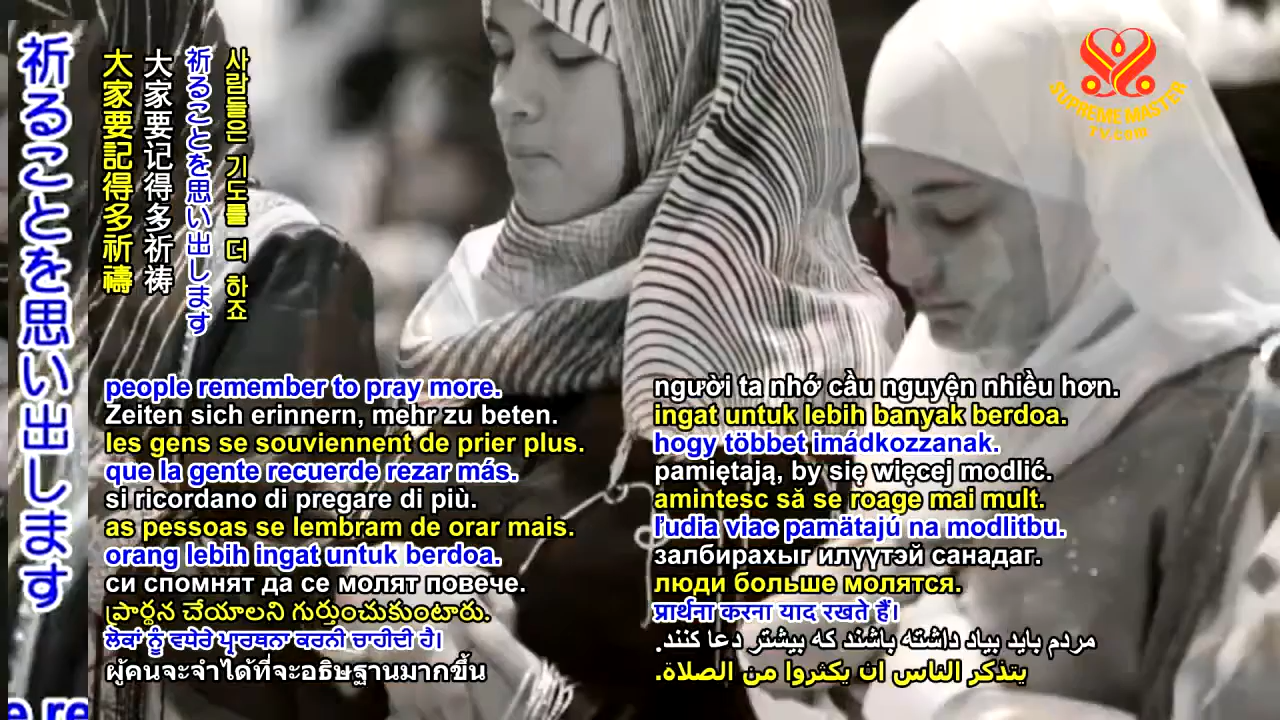 祈ることを思い出します
大家要記得多祈禱
大家要记得多祈祷
祈ることを思い出します
사람들은 기도를 더 하죠
SUPREME MASTER
TV.com
people remember to pray more.
Zeiten sich erinnern, mehr zu beten.
les gens se souviennent de prier plus.
que la gente recuerde rezar más.
si ricordano di pregare di più.
as pessoas se lembram de orar mais.
orang lebih ingat untuk berdoa.
си спомнят да се молят повече.
ప్రార్థన చేయాలని గుర్తుంచుకుంటారు.
ਲੋਕਾਂ ਨੂੰ ਵਧੇਰੇ ਪ੍ਰਾਰਥਨਾ ਕਰਨੀ ਚਾਹੀਦੀ ਹੈ।
ผู้คนจะจำได้ที่จะอธิษฐานมากขึ้น
người ta nhớ cầu nguyện nhiều hơn.
ingat untuk lebih banyak berdoa.
hogy többet imádkozzanak.
pamiętają, by się więcej modlić.
amintesc să se roage mai mult.
ľudia viac pamätajú na modlitbu.
залбирахыг илүүтэй санадаг.
люди больше молятся.
प्रार्थना करना याद रखते हैं।
مردم باید بیاد داشته باشند که بیشتر دعا کنند.
يتذكر الناس ان يكثروا من الصلاة.
e re